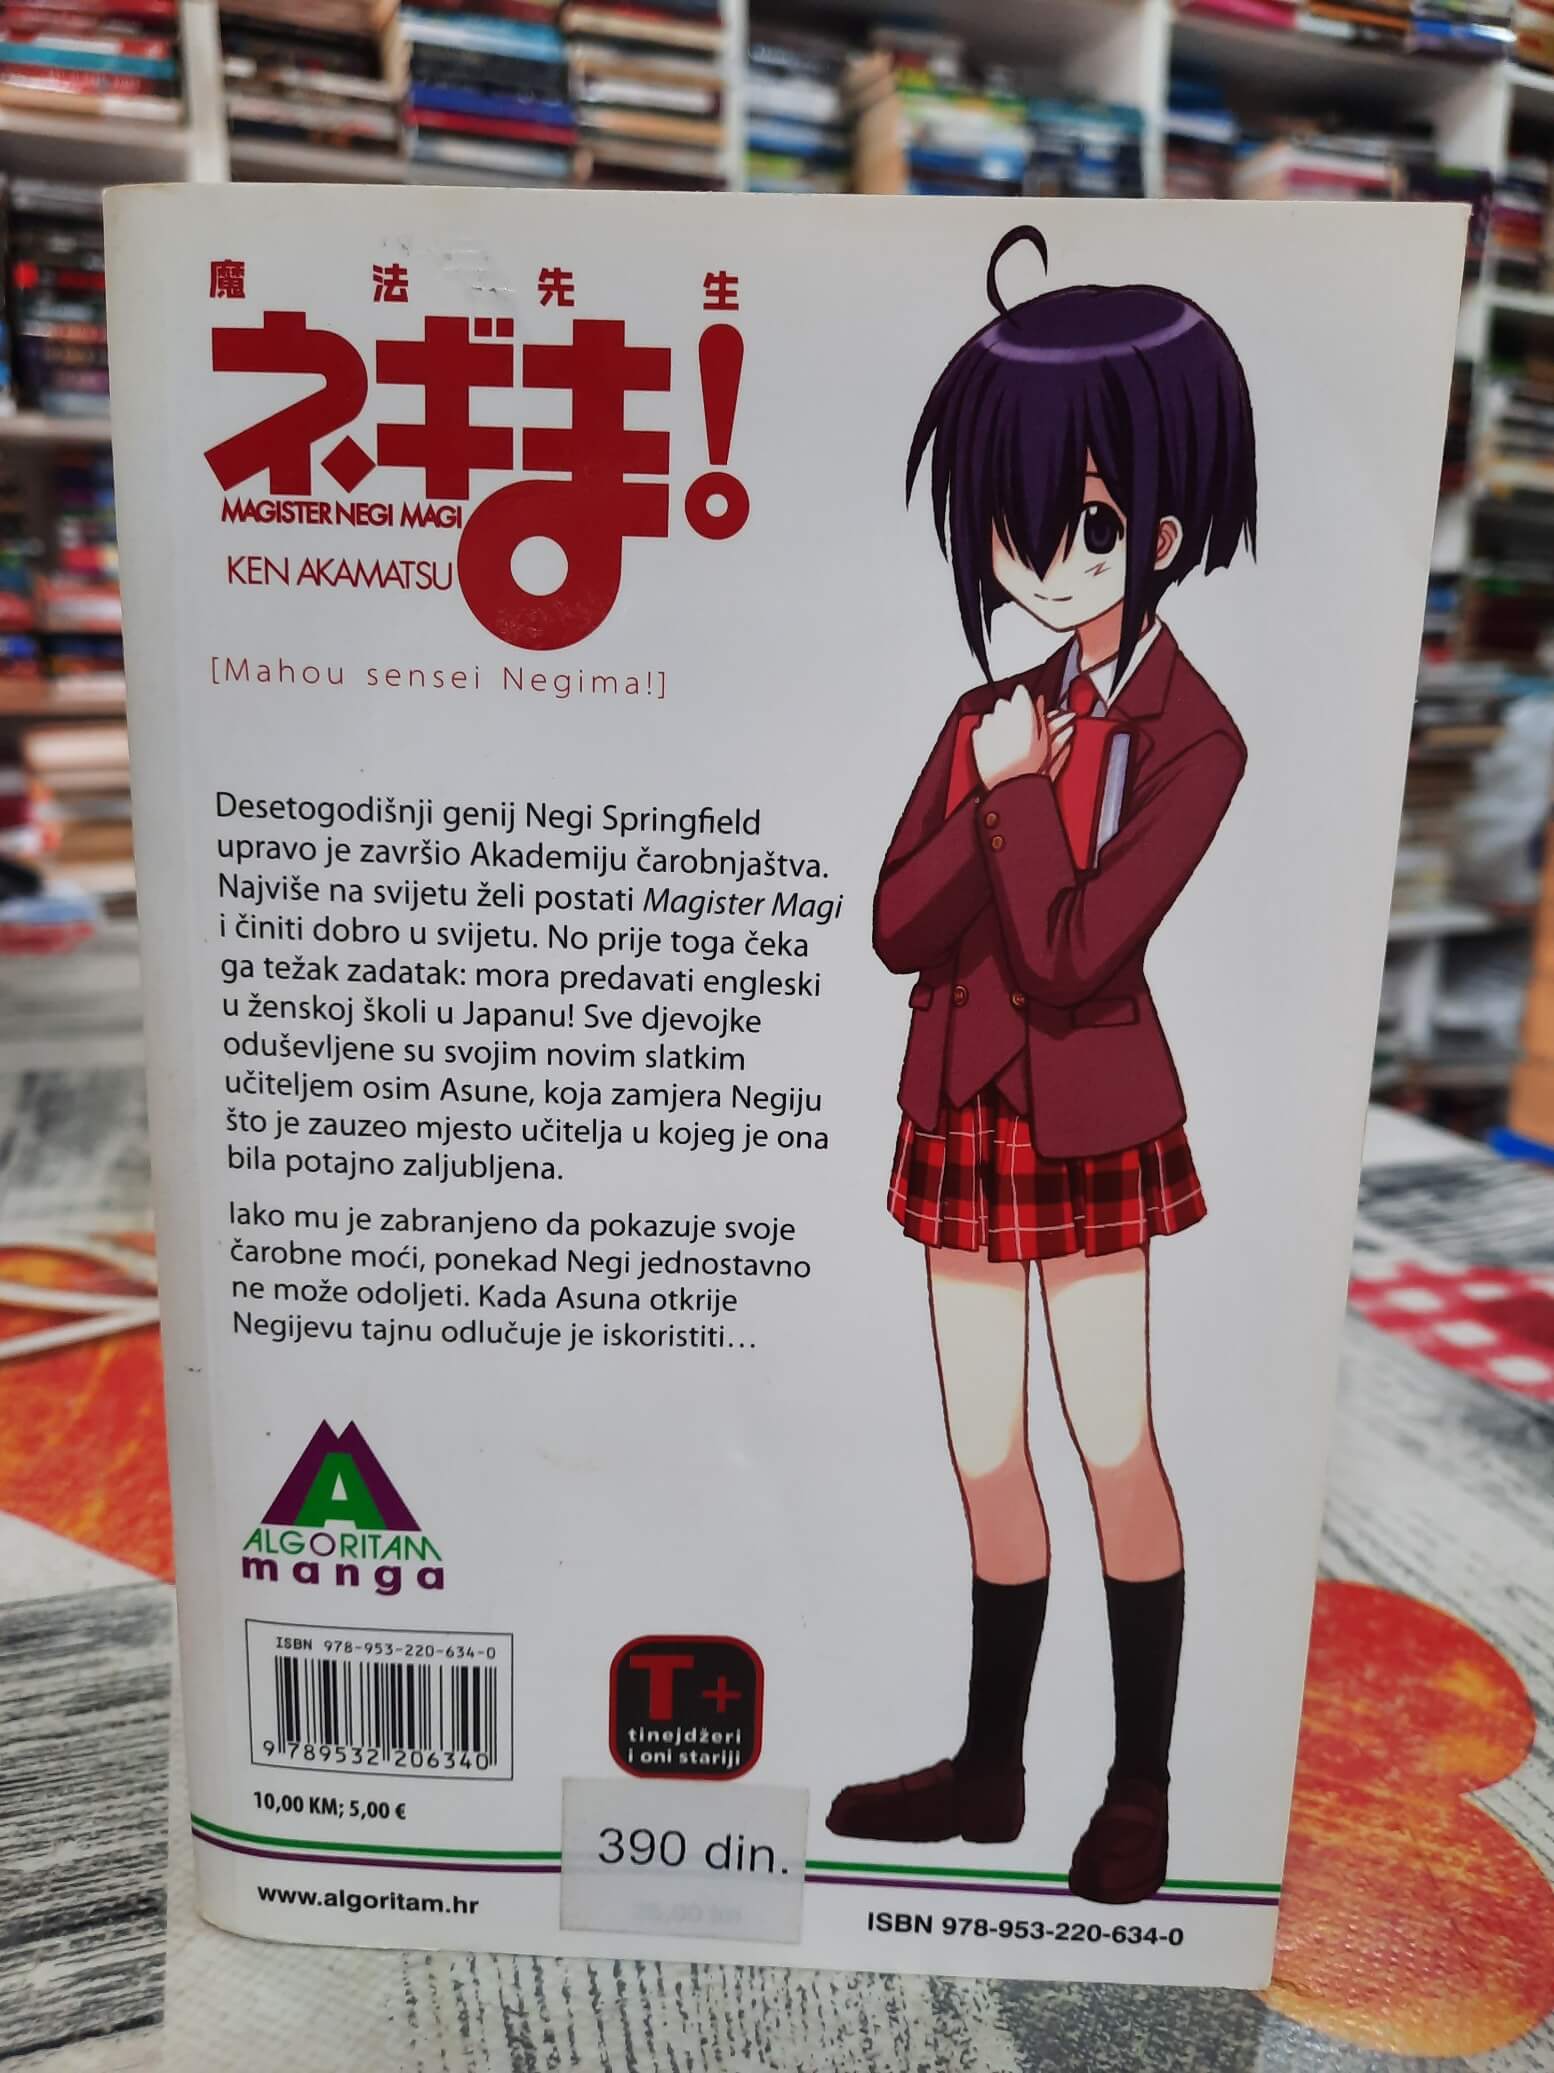 魔法先生
ネギま!
MAGISTER NEGI MAGI
KEN AKAMATSU
[Mahou sensei Negima!]
Desetogodišnji genij Negi Springfield
upravo je završio Akademiju čarobnjaštva.
Najviše na svijetu želi postati Magister Magi
i činiti dobro u svijetu. No prije toga čeka
ga težak zadatak: mora predavati engleski
u ženskoj školi u Japanu! Sve djevojke
oduševljene su svojim novim slatkim
učiteljem osim Asune, koja zamjera Negiju
što je zauzeo mjesto učitelja u kojeg je ona
bila potajno zaljubljena.
Iako mu je zabranjeno da pokazuje svoje
čarobne moći, ponekad Negi jednostavno
ne može odoljeti. Kada Asuna otkrije
Negijevu tajnu odlučuje je iskoristiti...
A
ALGORITAM
manga
ISBN 978-953-220-634-0
9 789532 206340
T+
tinejdžeri
i oni stariji
10,00 KM; 5,00 €
390 din.
www.algoritam.hr
ISBN 978-953-220-634-0